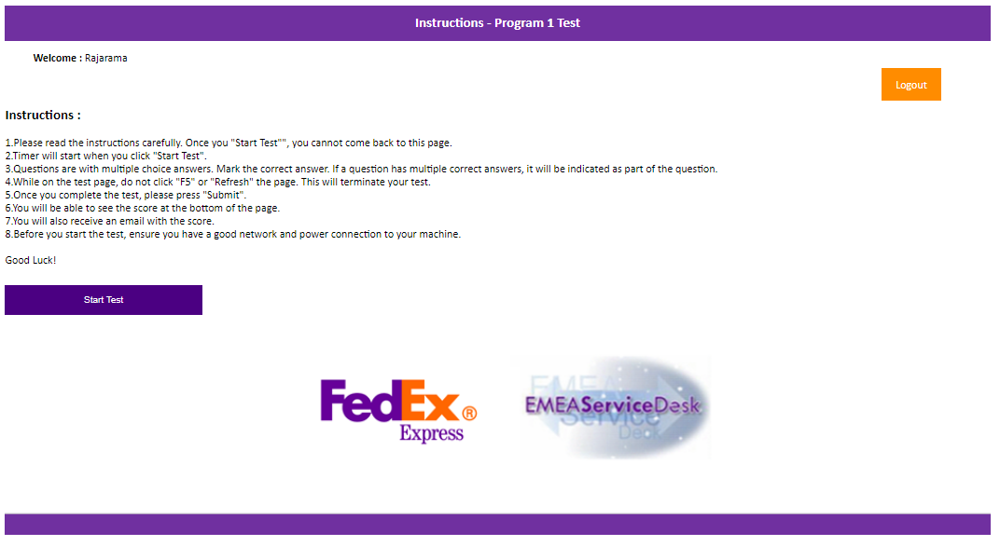 Instructions - Program 1 Test
Welcome : Rajarama
Logout
Instructions :
1.Please read the instructions carefully. Once you "Start Test"", you cannot come back to this page.
2.Timer will start when you click "Start Test".
3.Questions are with multiple choice answers. Mark the correct answer. If a question has multiple correct answers, it will be indicated as part of the question.
4.While on the test page, do not click "F5" or "Refresh" the page. This will terminate your test.
5.Once you complete the test, please press "Submit".
6.You will be able to see the score at the bottom of the page.
7.You will also receive an email with the score.
8.Before you start the test, ensure you have a good network and power connection to your machine.
Good Luck!
Start Test
FedEx®
Express
EMEA
EMEAServiceDesk
Service
Desk